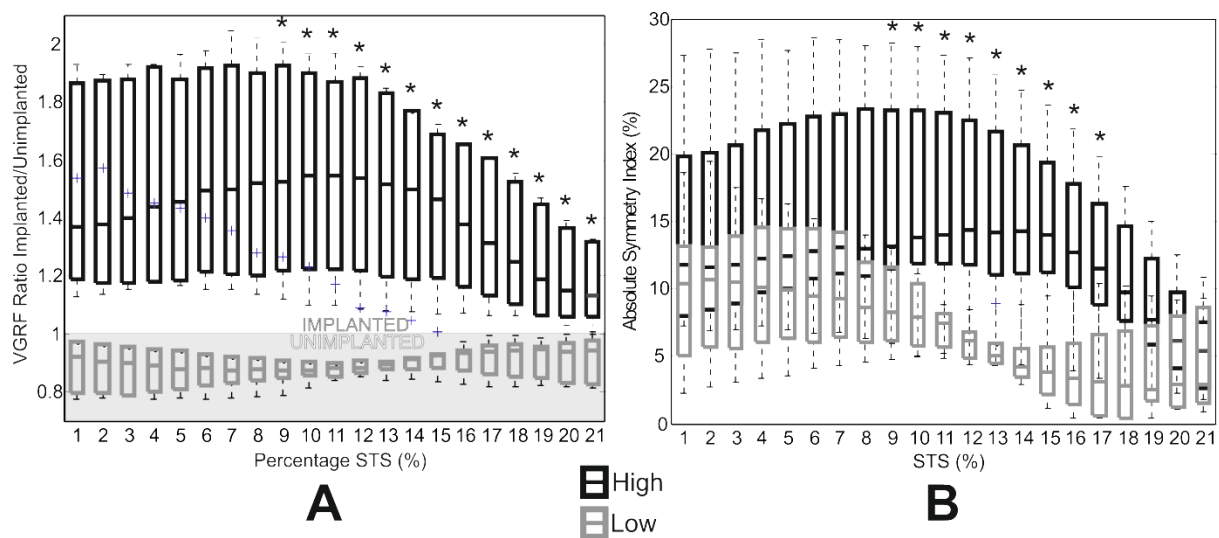 VGRF Ratio Implanted/Unimplanted
2
1.8
1.6
1.4
1.2
1
0.8
* * * * * * * * * * * * *
IMPLANTED
UNIMPLANTED
1 2 3 4 5 6 7 8 9 10 11 12 13 14 15 16 17 18 19 20 21
Percentage STS (%)
A
Absolute Symmetry Index (%)
30
25
20
15
10
5
0
* * * * * * * * *
1 2 3 4 5 6 7 8 9 10 11 12 13 14 15 16 17 18 19 20 21
STS (%)
B
High
Low